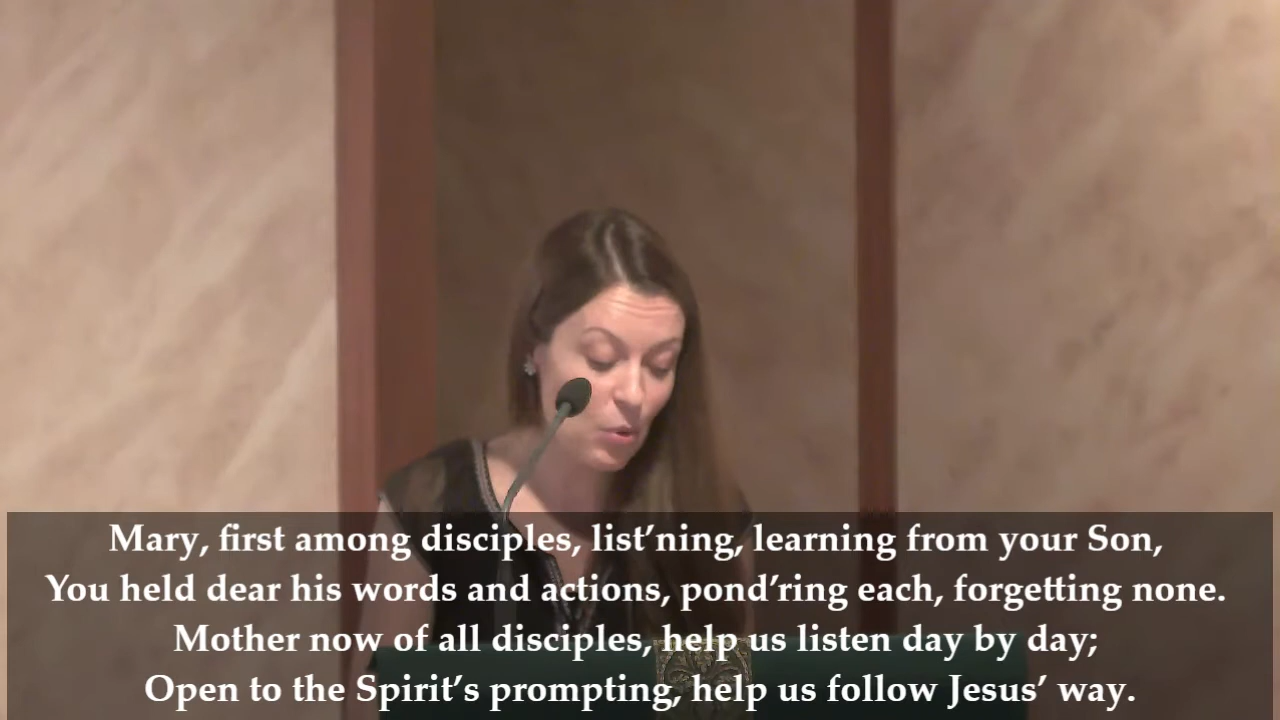 Mary, first among disciples, list’ning, learning from your Son,
You held dear his words and actions, pond’ring each, forgetting none.
Mother now of all disciples, help us listen day by day;
Open to the Spirit’s prompting, help us follow Jesus’ way.